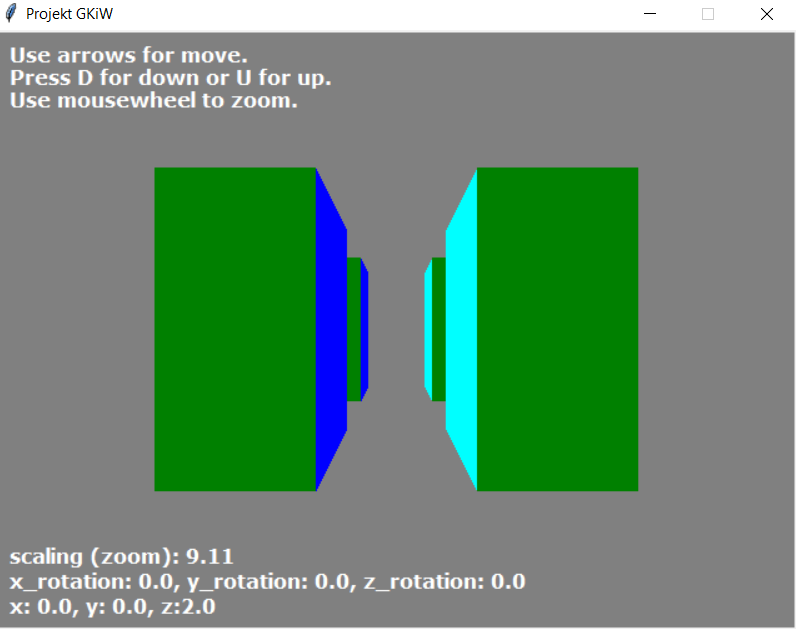 Projekt GKiW
Use arrows for move.
Press D for down or U for up.
Use mousewheel to zoom.
scaling (zoom): 9.11
x_rotation: 0.0, y_rotation: 0.0, z_rotation: 0.0
x: 0.0, y: 0.0, z:2.0